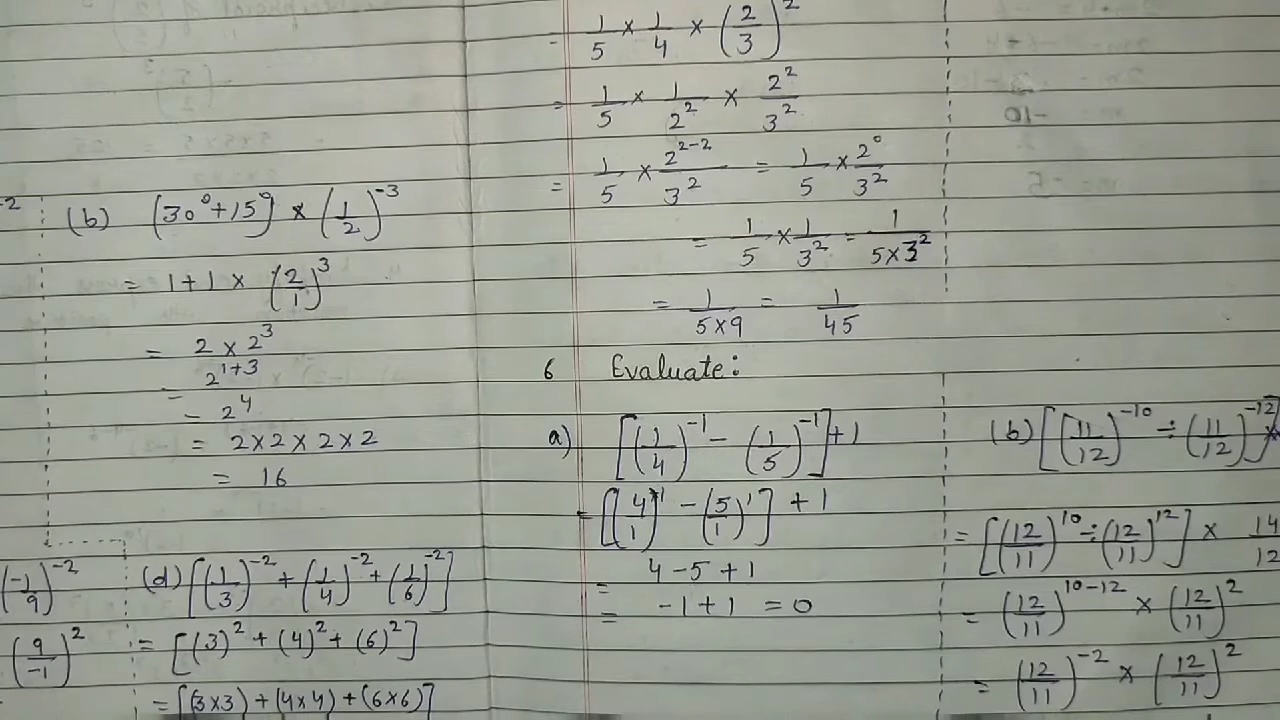 -2
(b) (30⁰+15⁰) × (1/2)⁻³
= 1+1 × (2/1)³
= 2 × 2³
= 2¹⁺³
= 2⁴
= 2×2×2×2
= 16
(-1/9)⁻²
(9/-1)²
(d) [(1/3)⁻² + (1/4)⁻² + (1/6)⁻²]
= [(3)² + (4)² + (6)²]
= [(3×3) + (4×4) + (6×6)]
= 1/5 × 1/4 × (2/3)²
= 1/5 × 1/2² × 2²/3²
= 1/5 × 2²⁻²/3² = 1/5 × 2⁰/3²
= 1/5 × 1/3² = 1/5×3²
= 1/5×9 = 1/45
6 Evaluate:
a) [(1/4)⁻¹ − (1/5)⁻¹] + 1
= [(4/1)¹ − (5/1)¹] + 1
= 4 − 5 + 1
= -1 + 1 = 0
(b) [(11/12)⁻¹⁰ ÷ (11/12)⁻¹²] ×
= [(12/11)¹⁰ ÷ (12/11)¹²] × 14/12
= (12/11)¹⁰⁻¹² × (12/11)²
= (12/11)⁻² × (12/11)²